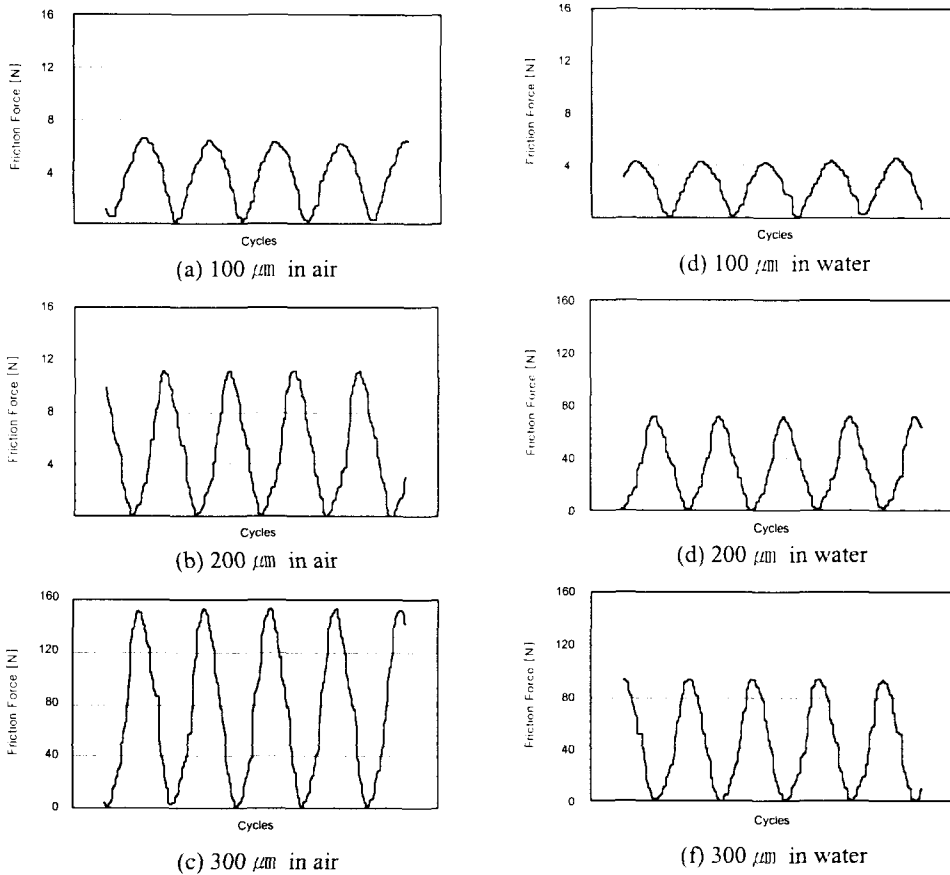 16
12
8
4
Friction Force [N]
Cycles
(a) 100 μm in air
16
12
8
4
Friction Force [N]
Cycles
(d) 100 μm in water
16
12
8
4
Friction Force [N]
Cycles
(b) 200 μm in air
160
120
80
40
0
Friction Force [N]
Cycles
(d) 200 μm in water
160
120
80
40
0
Friction Force [N]
Cycles
(c) 300 μm in air
160
120
80
40
0
Friction Force [N]
Cycles
(f) 300 μm in water